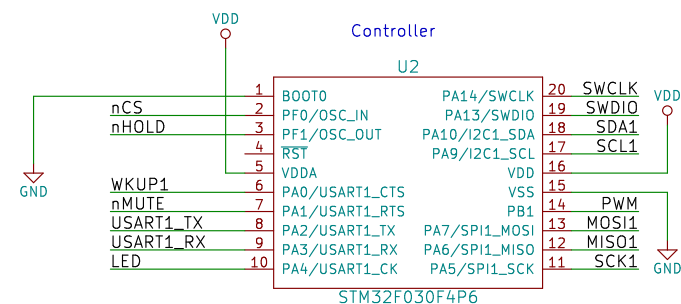 VDD
Controller
U2
1 BOOT0 PA14/SWCLK 20 SWCLK
nCS 2 PF0/OSC_IN PA13/SWDIO 19 SWDIO
VDD
nHOLD 3 PF1/OSC_OUT PA10/I2C1_SDA 18 SDA1
4 RST PA9/I2C1_SCL 17 SCL1
5 VDDA VDD 16
GND
WKUP1 6 PA0/USART1_CTS VSS 15
nMUTE 7 PA1/USART1_RTS PB1 14 PWM
USART1_TX 8 PA2/USART1_TX PA7/SPI1_MOSI 13 MOSI1
USART1_RX 9 PA3/USART1_RX PA6/SPI1_MISO 12 MISO1
LED 10 PA4/USART1_CK PA5/SPI1_SCK 11 SCK1
GND
STM32F030F4P6